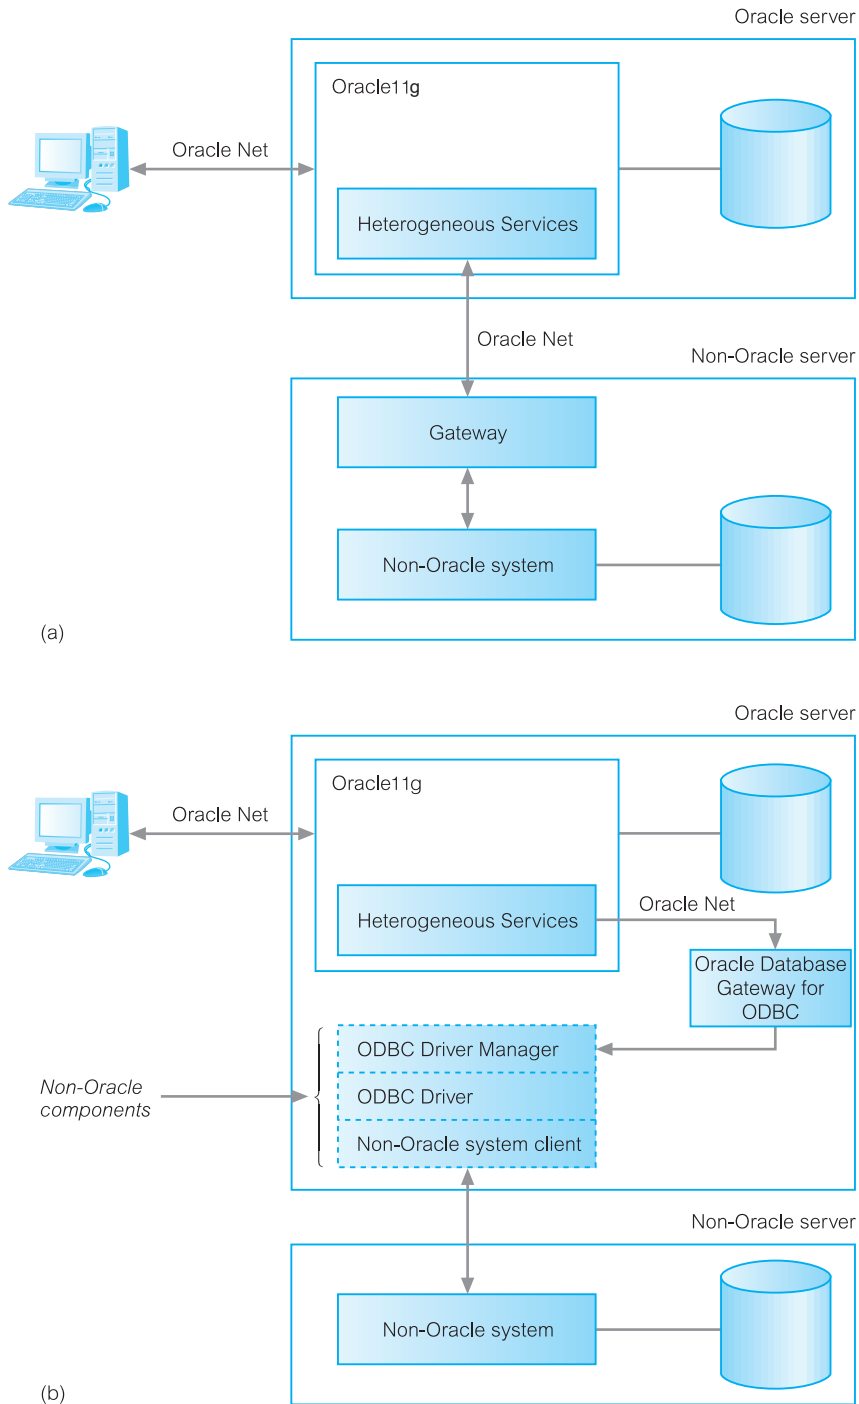 Oracle server
Oracle11g
Oracle Net
Heterogeneous Services
Oracle Net
Non-Oracle server
Gateway
Non-Oracle system
(a)
Oracle server
Oracle11g
Oracle Net
Heterogeneous Services
Oracle Net
Oracle Database
Gateway for
ODBC
ODBC Driver Manager
Non-Oracle
components
ODBC Driver
Non-Oracle system client
Non-Oracle server
Non-Oracle system
(b)